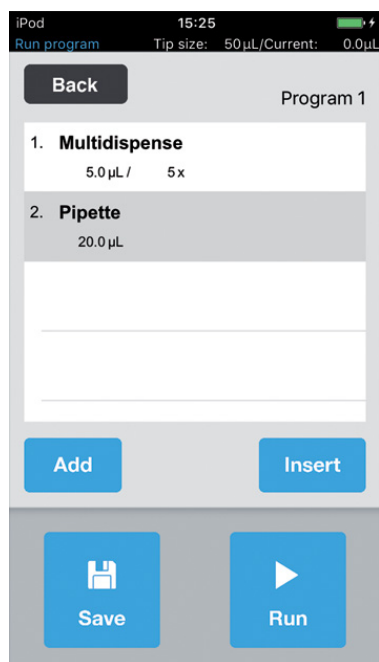 iPod 15:25
Run program Tip size: 50 µL/Current: 0.0µL
Back
Program 1
1. Multidispense
5.0 µL / 5 x
2. Pipette
20.0 µL
Add Insert
Save Run